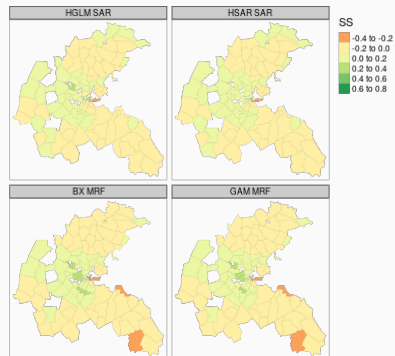 HGLM SAR
HSAR SAR
SS
-0.4 to -0.2
-0.2 to 0.0
0.0 to 0.2
0.2 to 0.4
0.4 to 0.6
0.6 to 0.8
BX MRF
GAM MRF